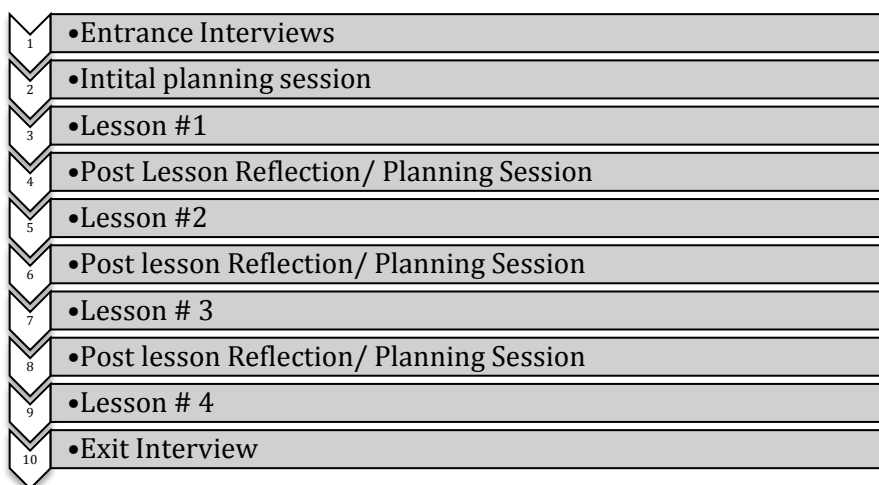 1 •Entrance Interviews
2 •Intital planning session
3 •Lesson #1
4 •Post Lesson Reflection/ Planning Session
5 •Lesson #2
6 •Post lesson Reflection/ Planning Session
7 •Lesson # 3
8 •Post lesson Reflection/ Planning Session
9 •Lesson # 4
10 •Exit Interview